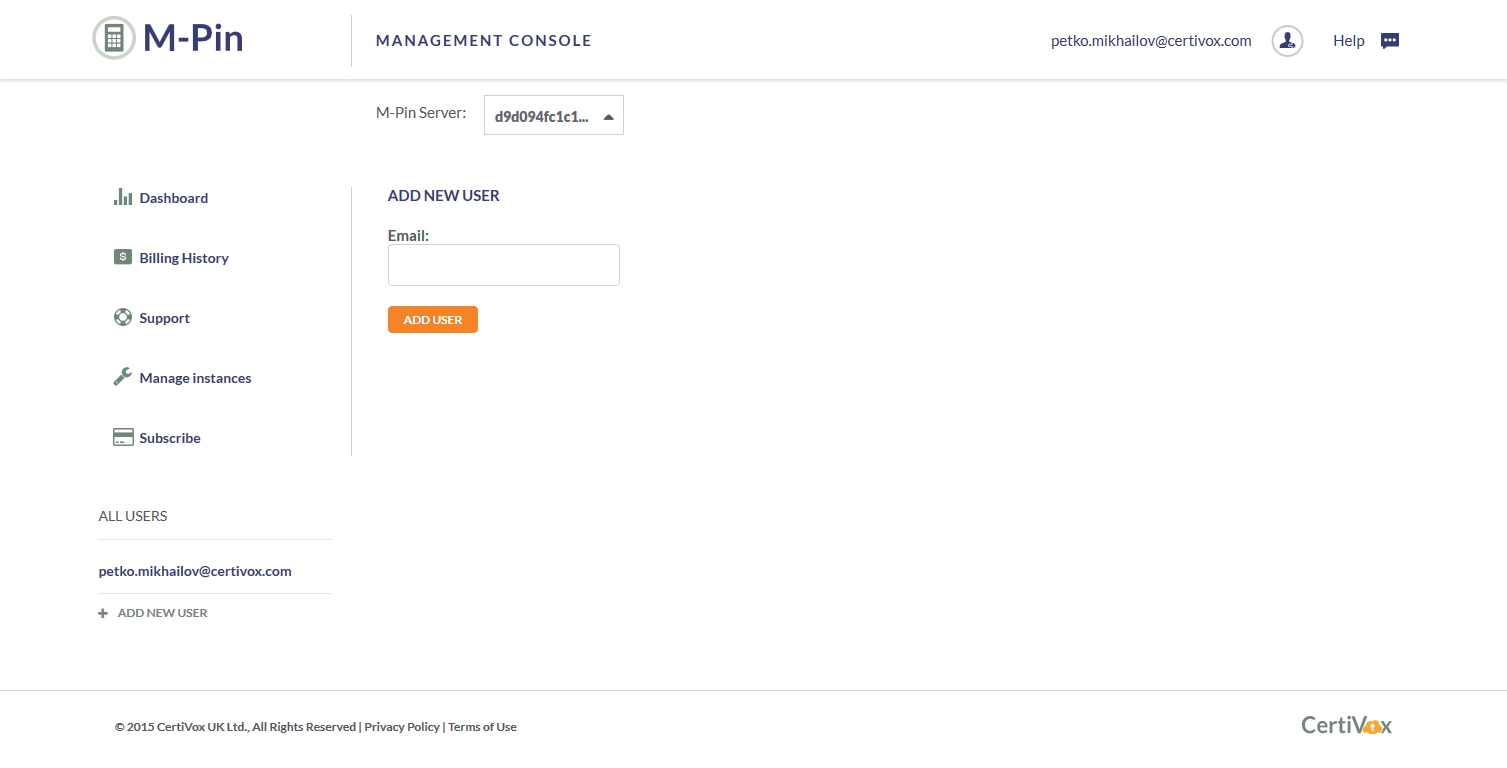 M-Pin
MANAGEMENT CONSOLE
petko.mikhailov@certivox.com
Help
M-Pin Server:
d9d094fc1c1...
Dashboard
Billing History
Support
Manage instances
Subscribe
ADD NEW USER
Email:
ADD USER
ALL USERS
petko.mikhailov@certivox.com
ADD NEW USER
© 2015 CertiVox UK Ltd., All Rights Reserved | Privacy Policy | Terms of Use
CertiVox